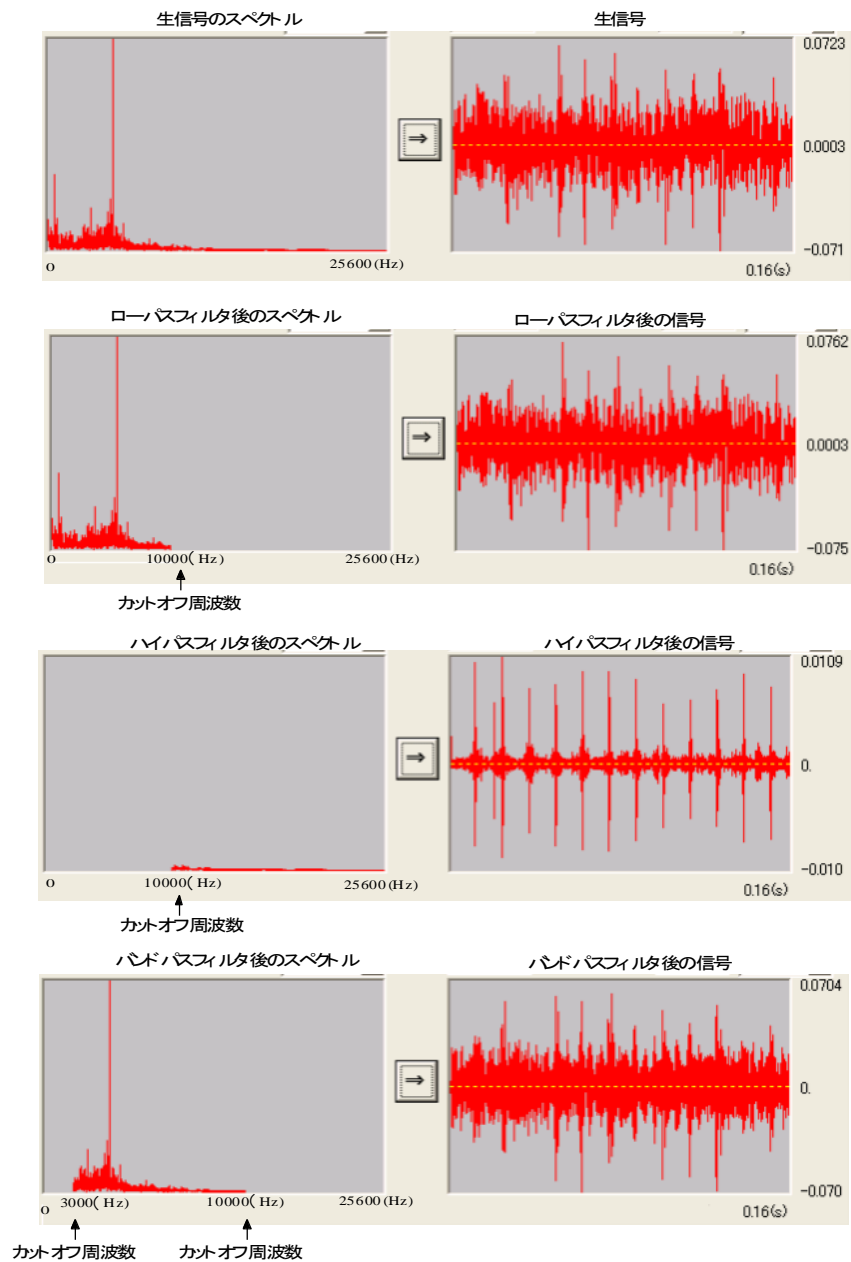 生信号のスペクトル
生信号
0.0723
0.0003
-0.071
0 25600(Hz)
0.16(s)
ローパスフィルタ後のスペクトル
ローパスフィルタ後の信号
0.0762
0.0003
-0.075
0 10000( Hz) 25600(Hz)
0.16(s)
カットオフ周波数
ハイパスフィルタ後のスペクトル
ハイパスフィルタ後の信号
0.0109
0.
-0.010
0 10000( Hz) 25600(Hz)
0.16(s)
カットオフ周波数
バンドパスフィルタ後のスペクトル
バンドパスフィルタ後の信号
0.0704
0.
-0.070
0 3000( Hz) 10000( Hz) 25600(Hz)
0.16(s)
カットオフ周波数 カットオフ周波数